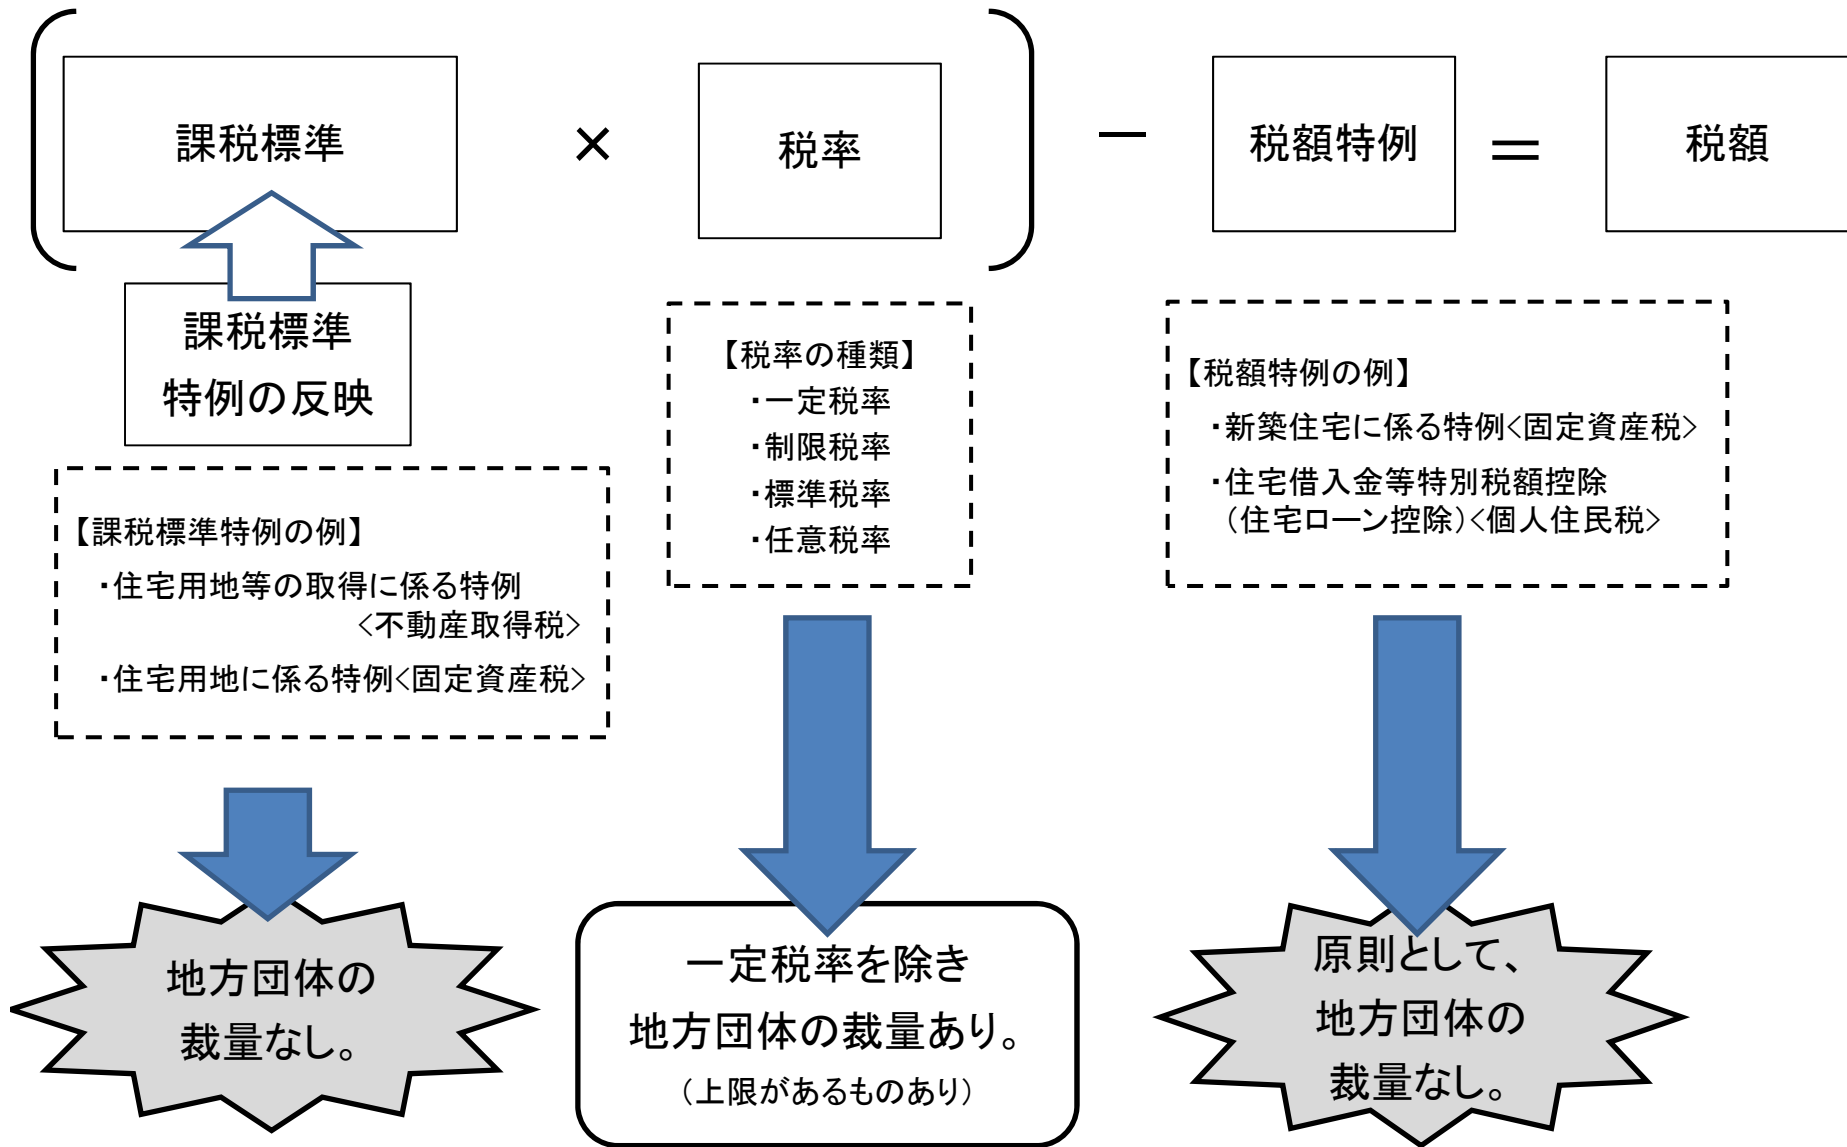 課税標準
×
税率
－
税額特例
＝
税額
課税標準
特例の反映
【課税標準特例の例】
・住宅用地等の取得に係る特例
<不動産取得税>
・住宅用地に係る特例<固定資産税>
【税率の種類】
・一定税率
・制限税率
・標準税率
・任意税率
【税額特例の例】
・新築住宅に係る特例<固定資産税>
・住宅借入金等特別税額控除
（住宅ローン控除）<個人住民税>
地方団体の
裁量なし。
一定税率を除き
地方団体の裁量あり。
（上限があるものあり）
原則として、
地方団体の
裁量なし。